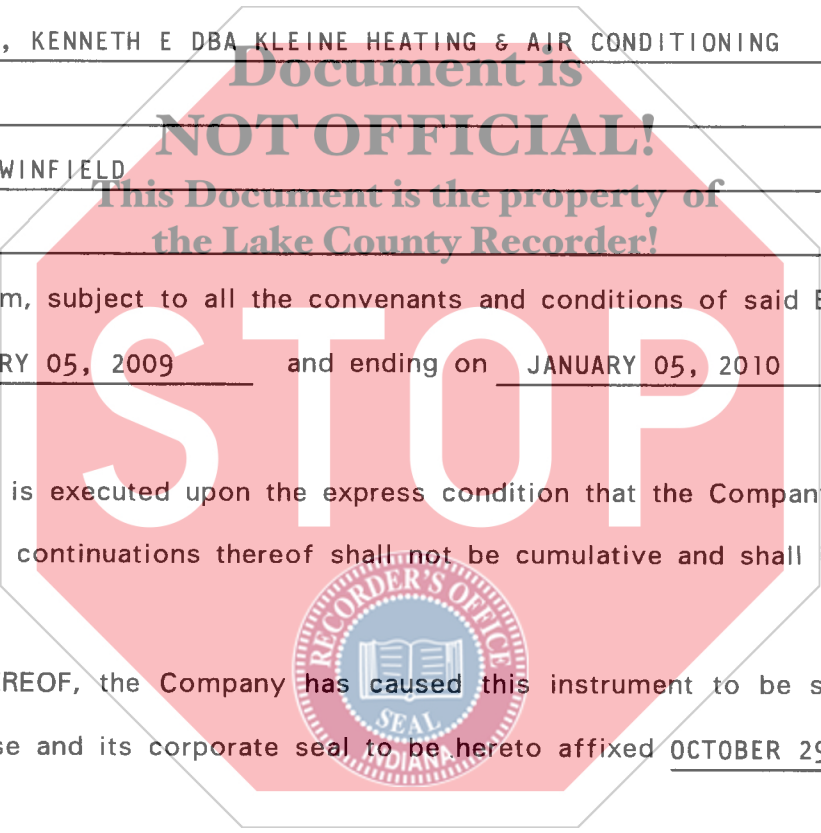 , KENNETH E DBA KLEINE HEATING & AIR CONDITIONING
Document is
NOT OFFICIAL!
WINFIELD
This Document is the property of
the Lake County Recorder!
m, subject to all the convenants and conditions of said B
RY 05, 2009 and ending on JANUARY 05, 2010
STOP
is executed upon the express condition that the Compan
continuations thereof shall not be cumulative and shall
RECORDER'S OFFICE
REOF, the Company has caused this instrument to be s
SEAL
se and its corporate seal to be hereto affixed OCTOBER 29
INDIANA